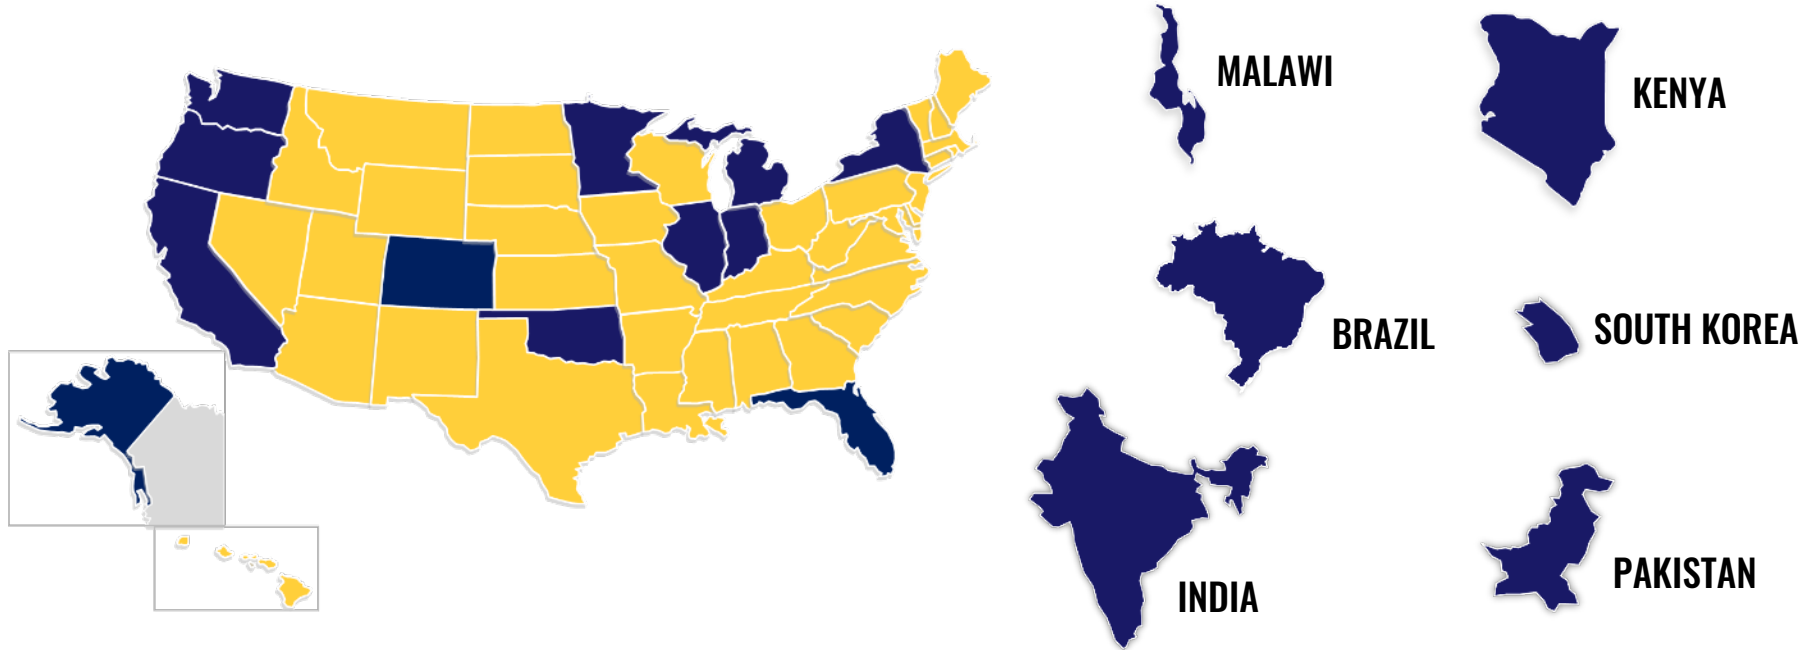 MALAWI
KENYA
BRAZIL
SOUTH KOREA
INDIA
PAKISTAN